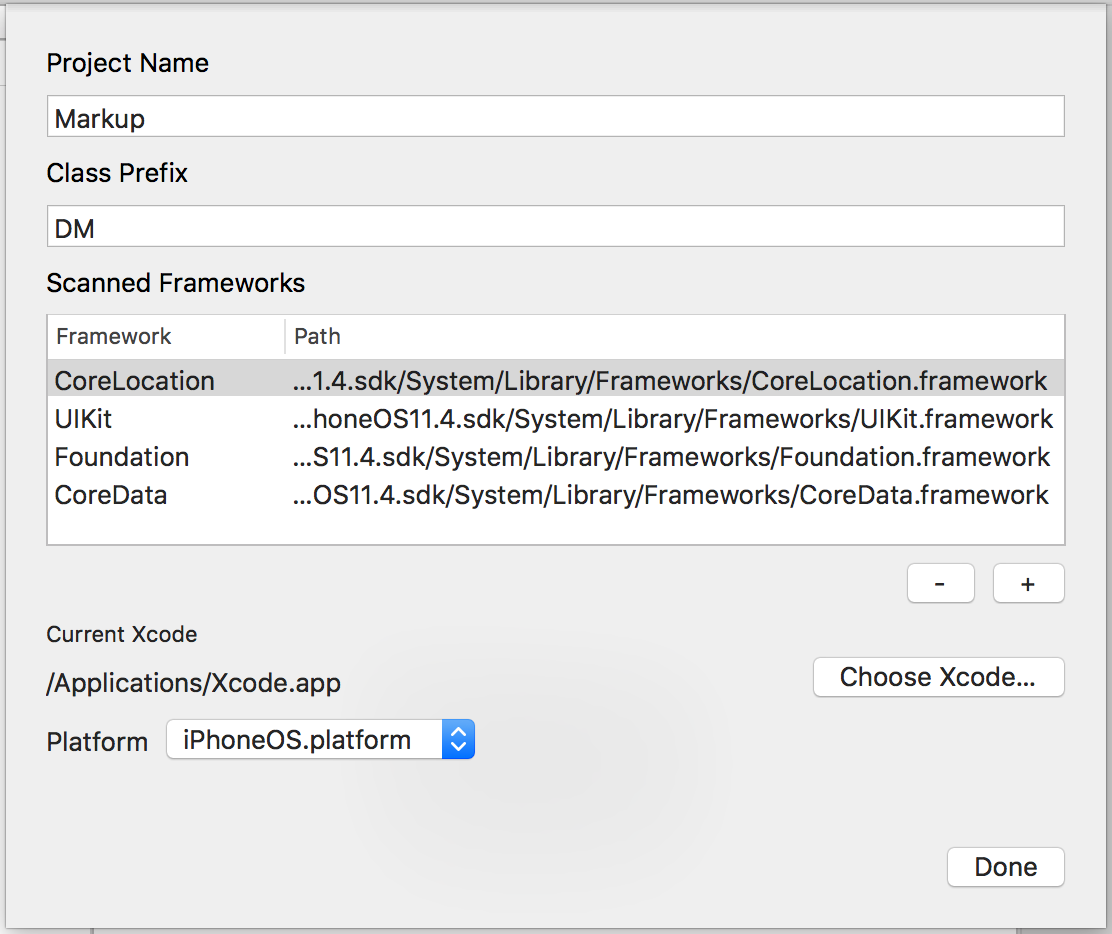 Project Name
Markup
Class Prefix
DM
Scanned Frameworks
Framework Path
CoreLocation ...1.4.sdk/System/Library/Frameworks/CoreLocation.framework
UIKit ...honeOS11.4.sdk/System/Library/Frameworks/UIKit.framework
Foundation ...S11.4.sdk/System/Library/Frameworks/Foundation.framework
CoreData ...OS11.4.sdk/System/Library/Frameworks/CoreData.framework
- +
Current Xcode
/Applications/Xcode.app Choose Xcode...
Platform iPhoneOS.platform
Done